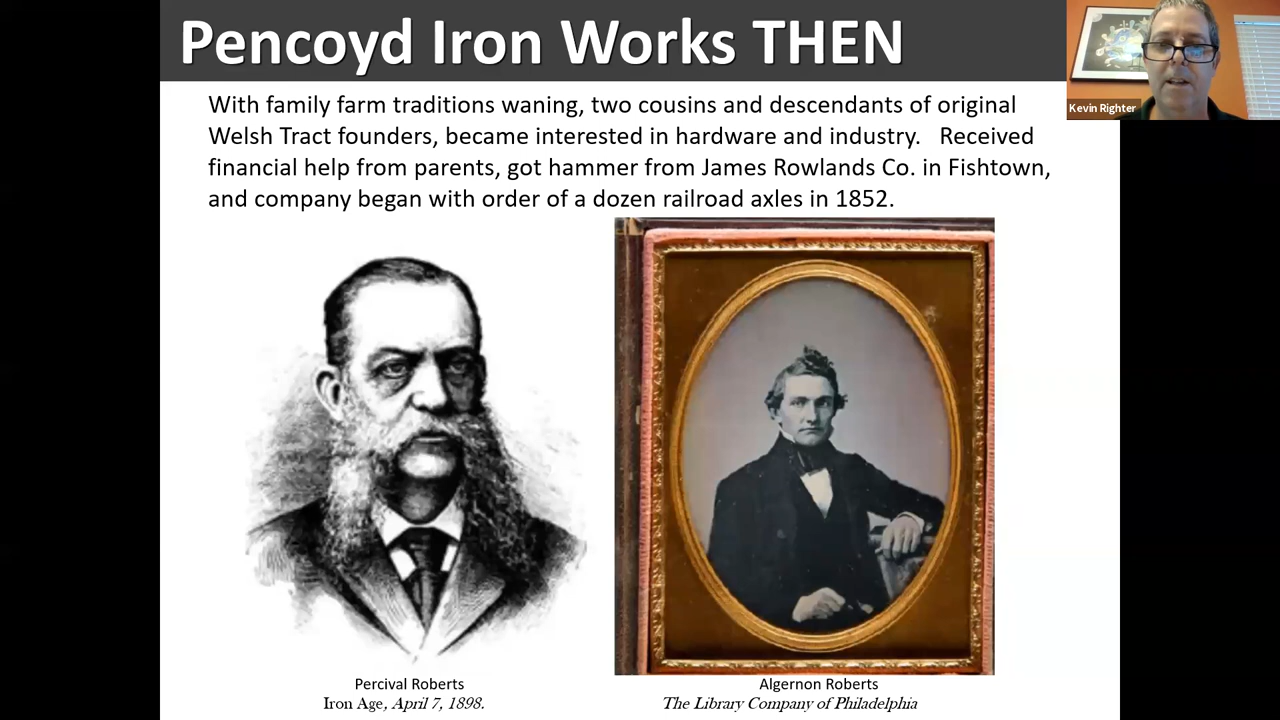 Pencoyd Iron Works THEN
Kevin Righter
With family farm traditions waning, two cousins and descendants of original
Welsh Tract founders, became interested in hardware and industry.   Received
financial help from parents, got hammer from James Rowlands Co. in Fishtown,
and company began with order of a dozen railroad axles in 1852.
Percival Roberts
Iron Age, April 7, 1898.
Algernon Roberts
The Library Company of Philadelphia